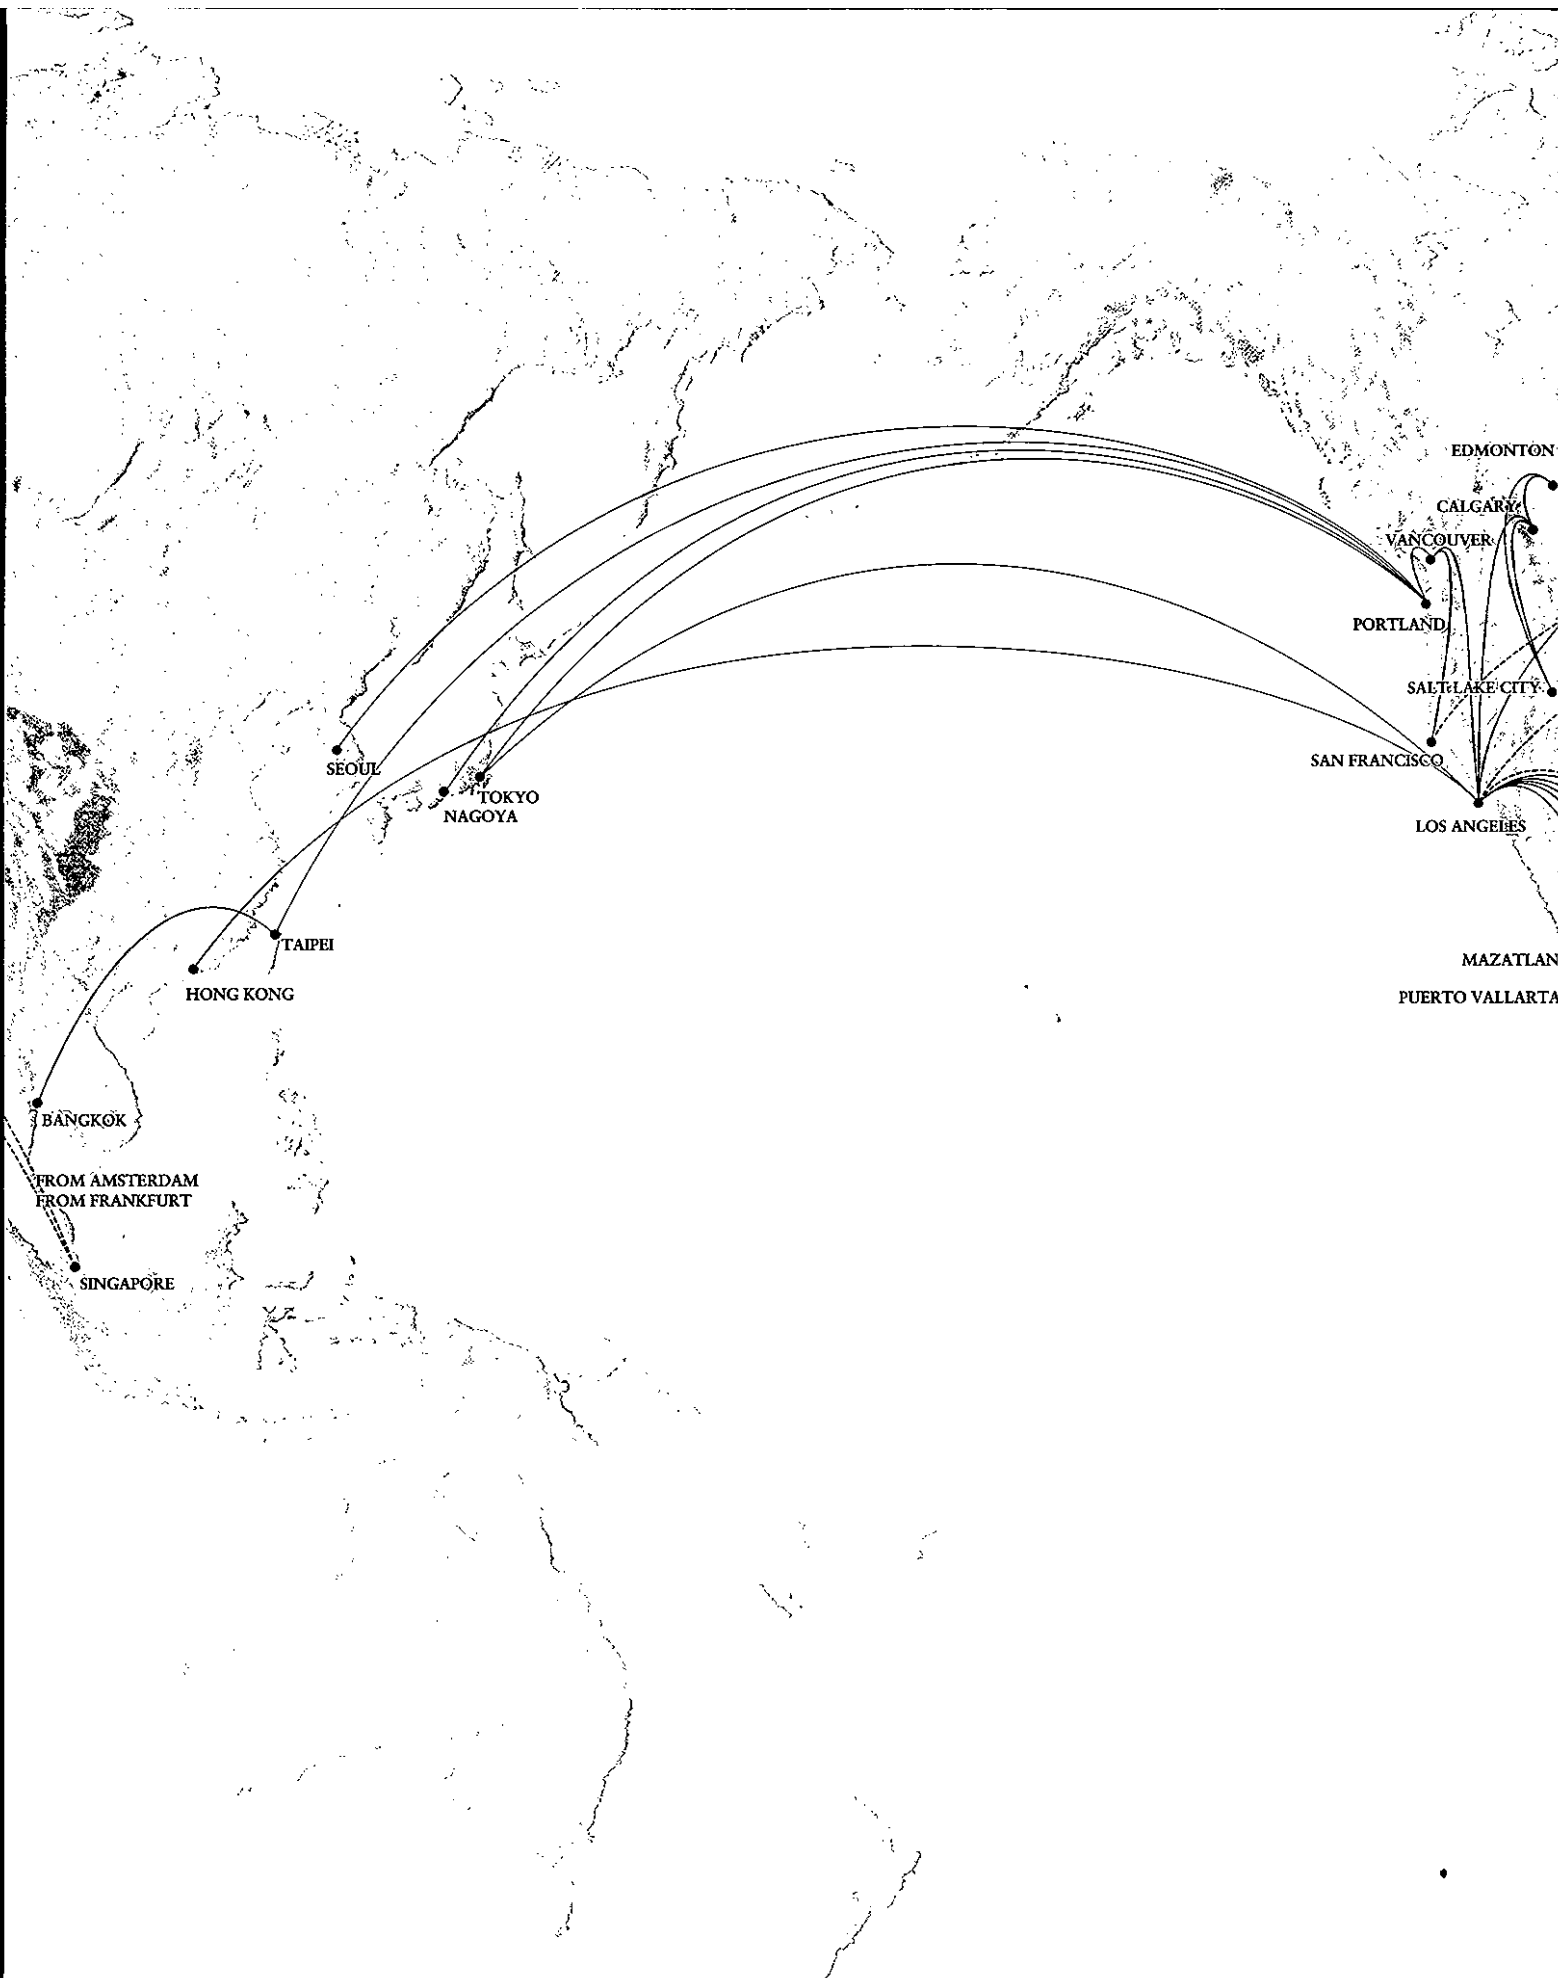 EDMONTON
CALGARY
VANCOUVER
PORTLAND
SALT LAKE CITY
SAN FRANCISCO
SEOUL
TOKYO
NAGOYA
LOS ANGELES
TAIPEI
MAZATLAN
HONG KONG
PUERTO VALLARTA
BANGKOK
FROM AMSTERDAM
FROM FRANKFURT
SINGAPORE